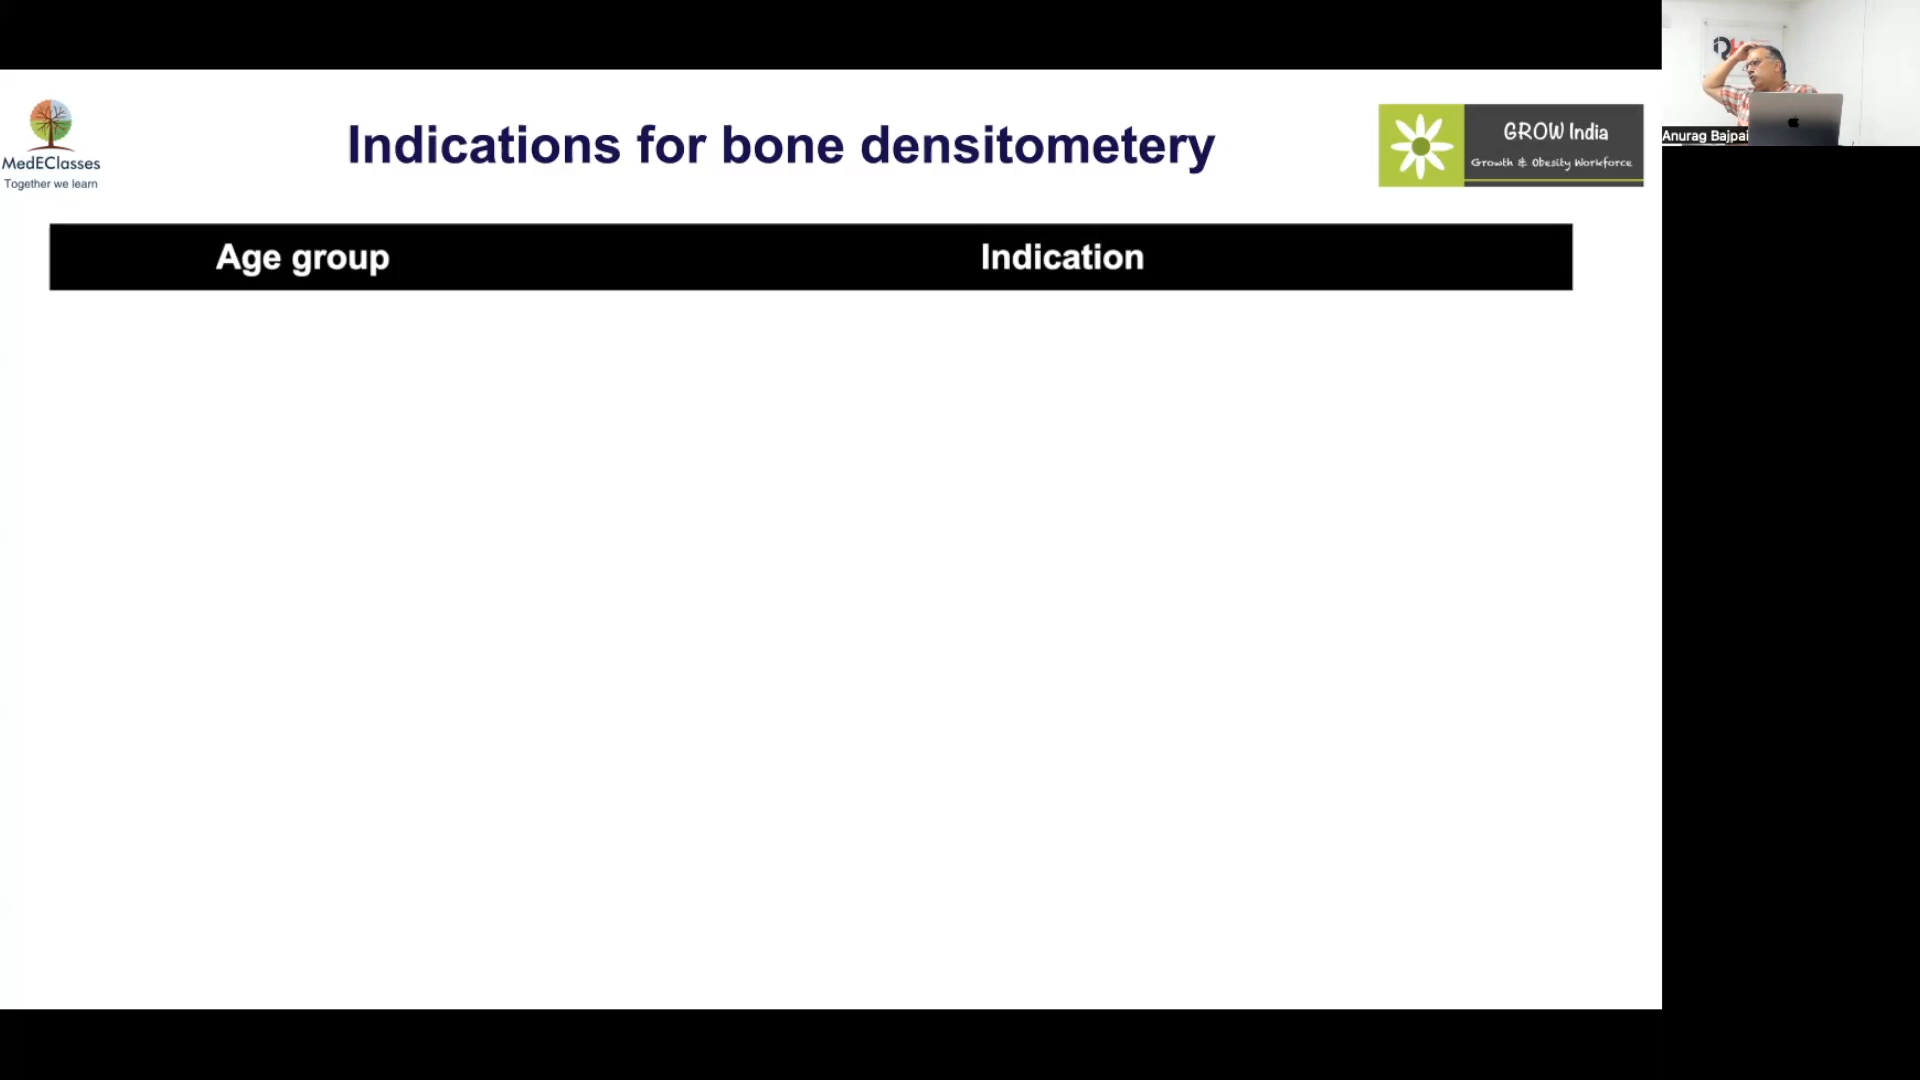 Indications for bone densitometery
MedEClasses
Together we learn
GROW India
Growth & Obesity Workforce
Age group
Indication
Anurag Bajpai